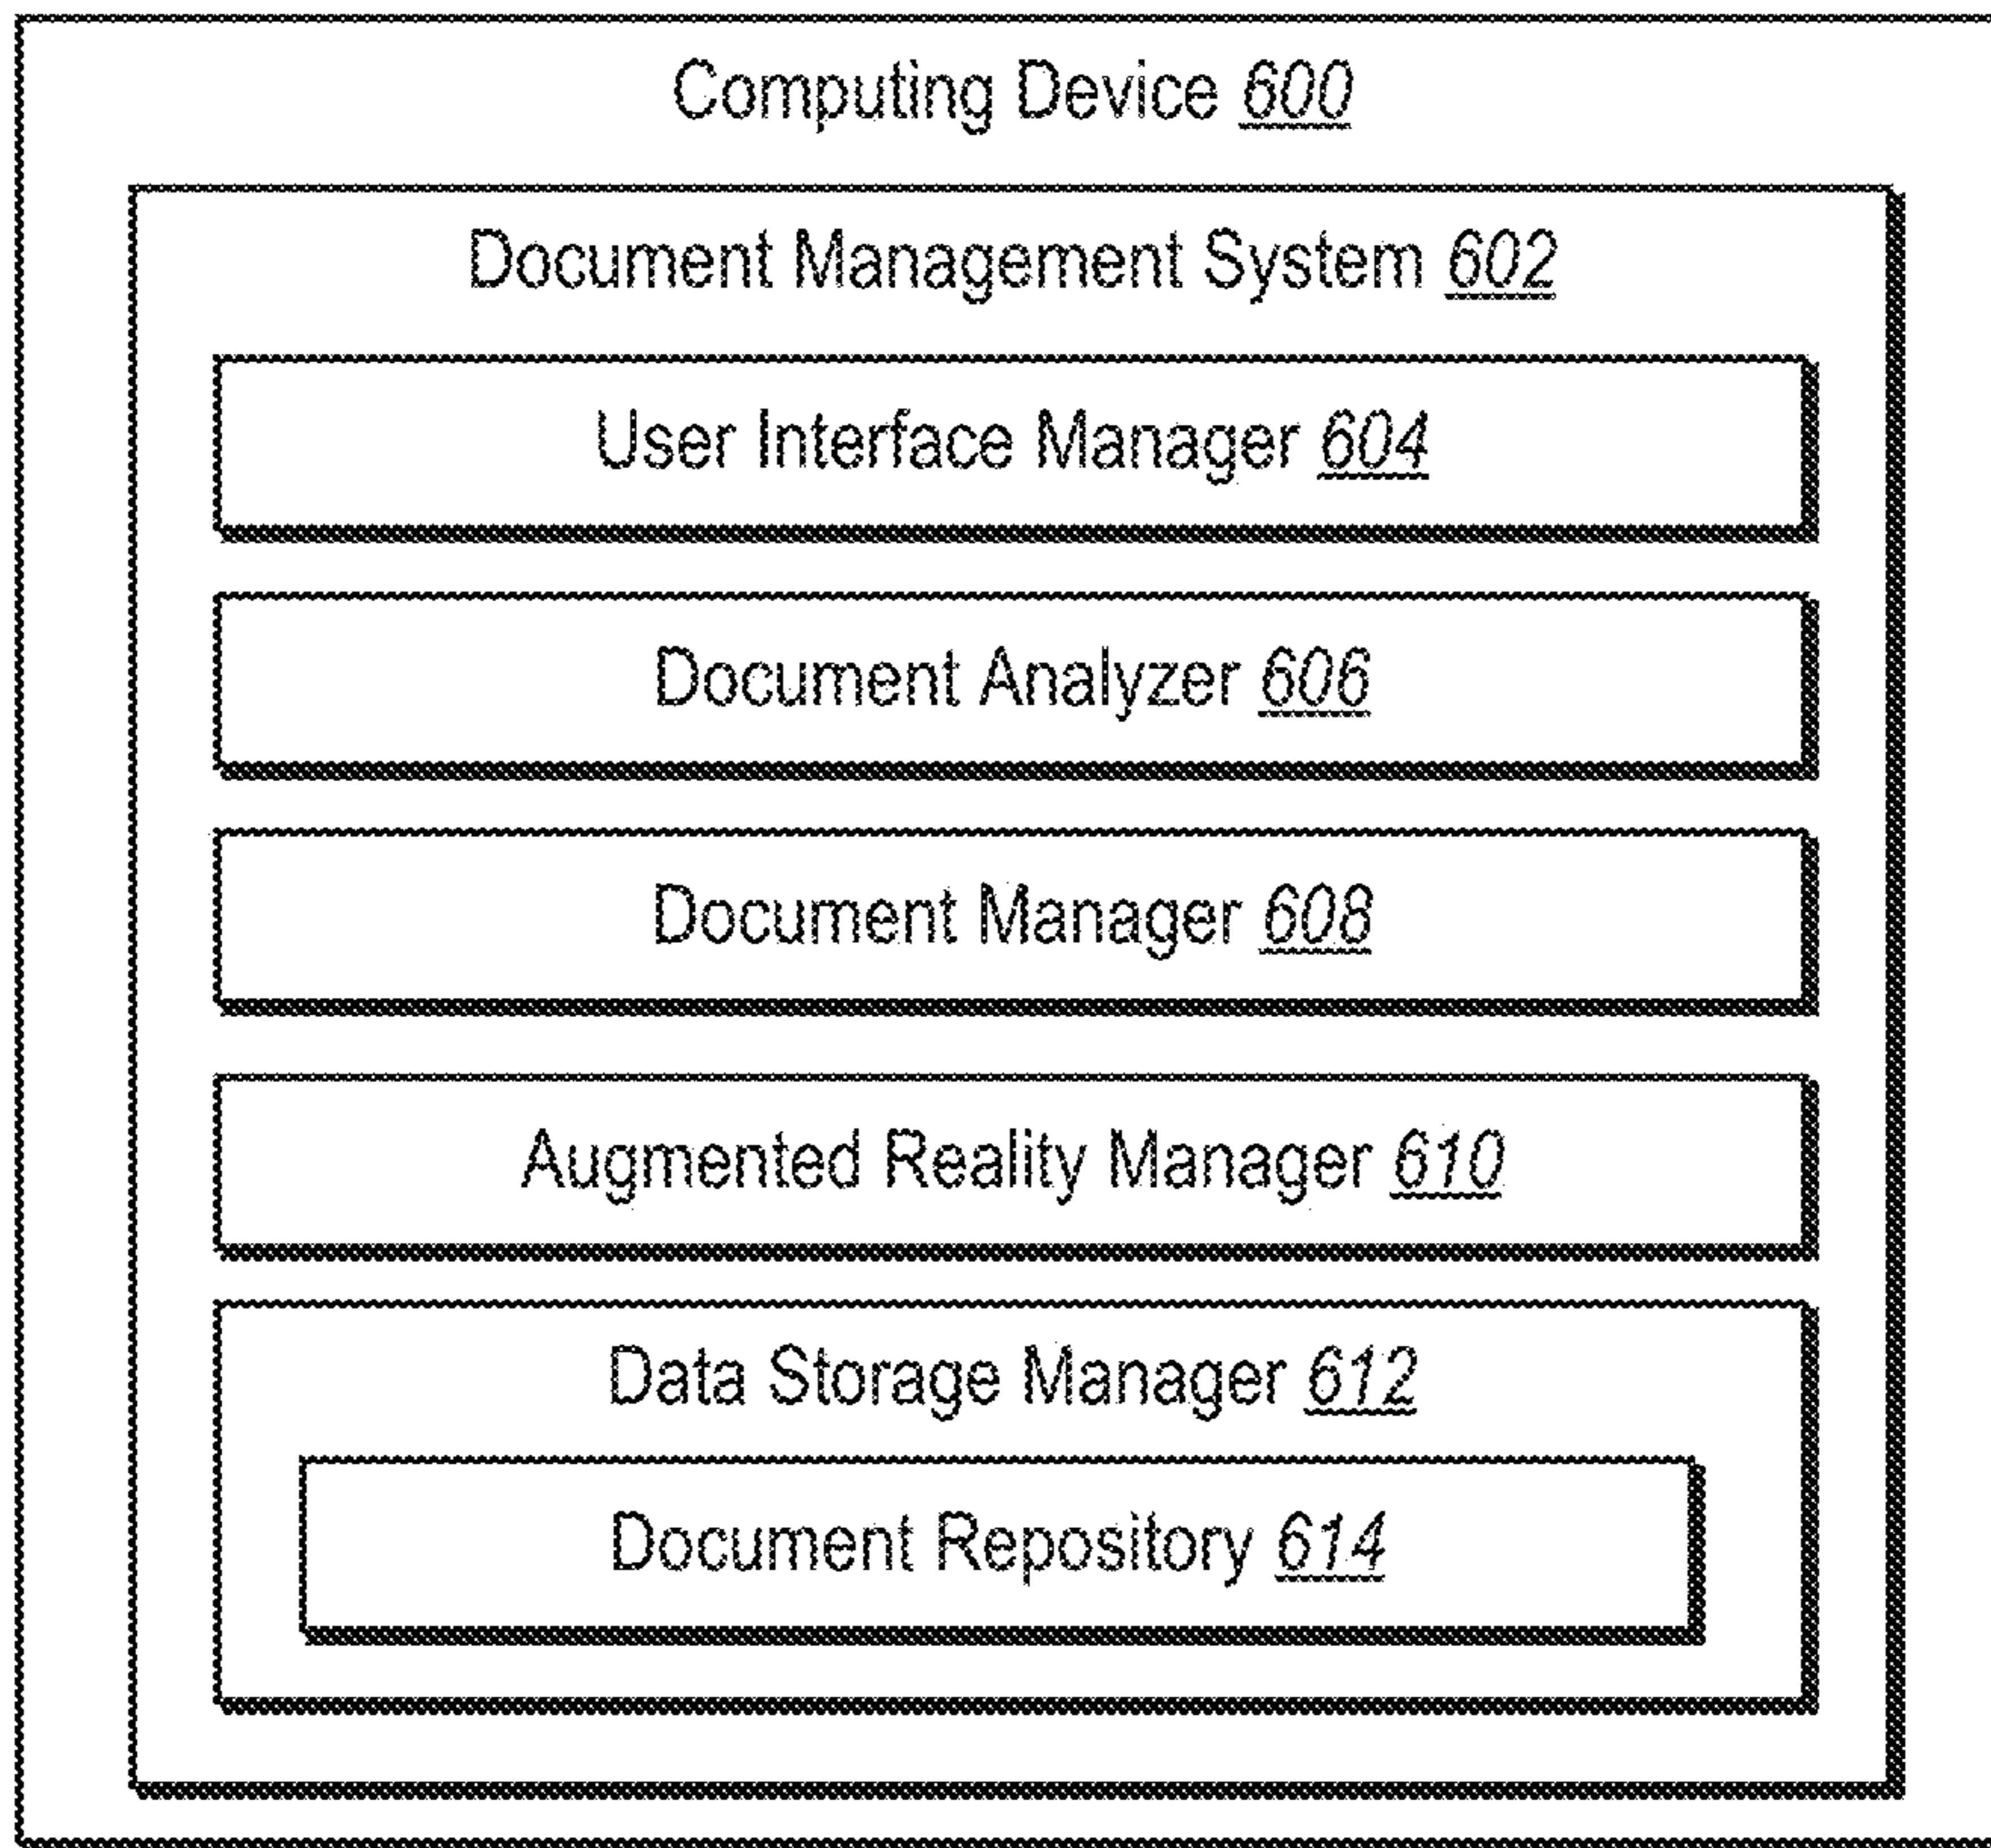 Computing Device 600
Document Management System 602
User Interface Manager 604
Document Analyzer 606
Document Manager 608
Augmented Reality Manager 610
Data Storage Manager 612
Document Repository 614